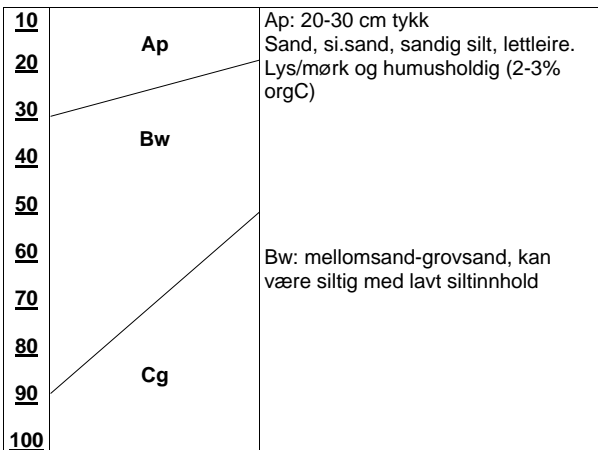 10
20
30
40
50
60
70
80
90
100
Ap
Bw
Cg
Ap: 20-30 cm tykk
Sand, si.sand, sandig silt, lettleire.
Lys/mørk og humusholdig (2-3%
orgC)
Bw: mellomsand-grovsand, kan
være siltig med lavt siltinnhold